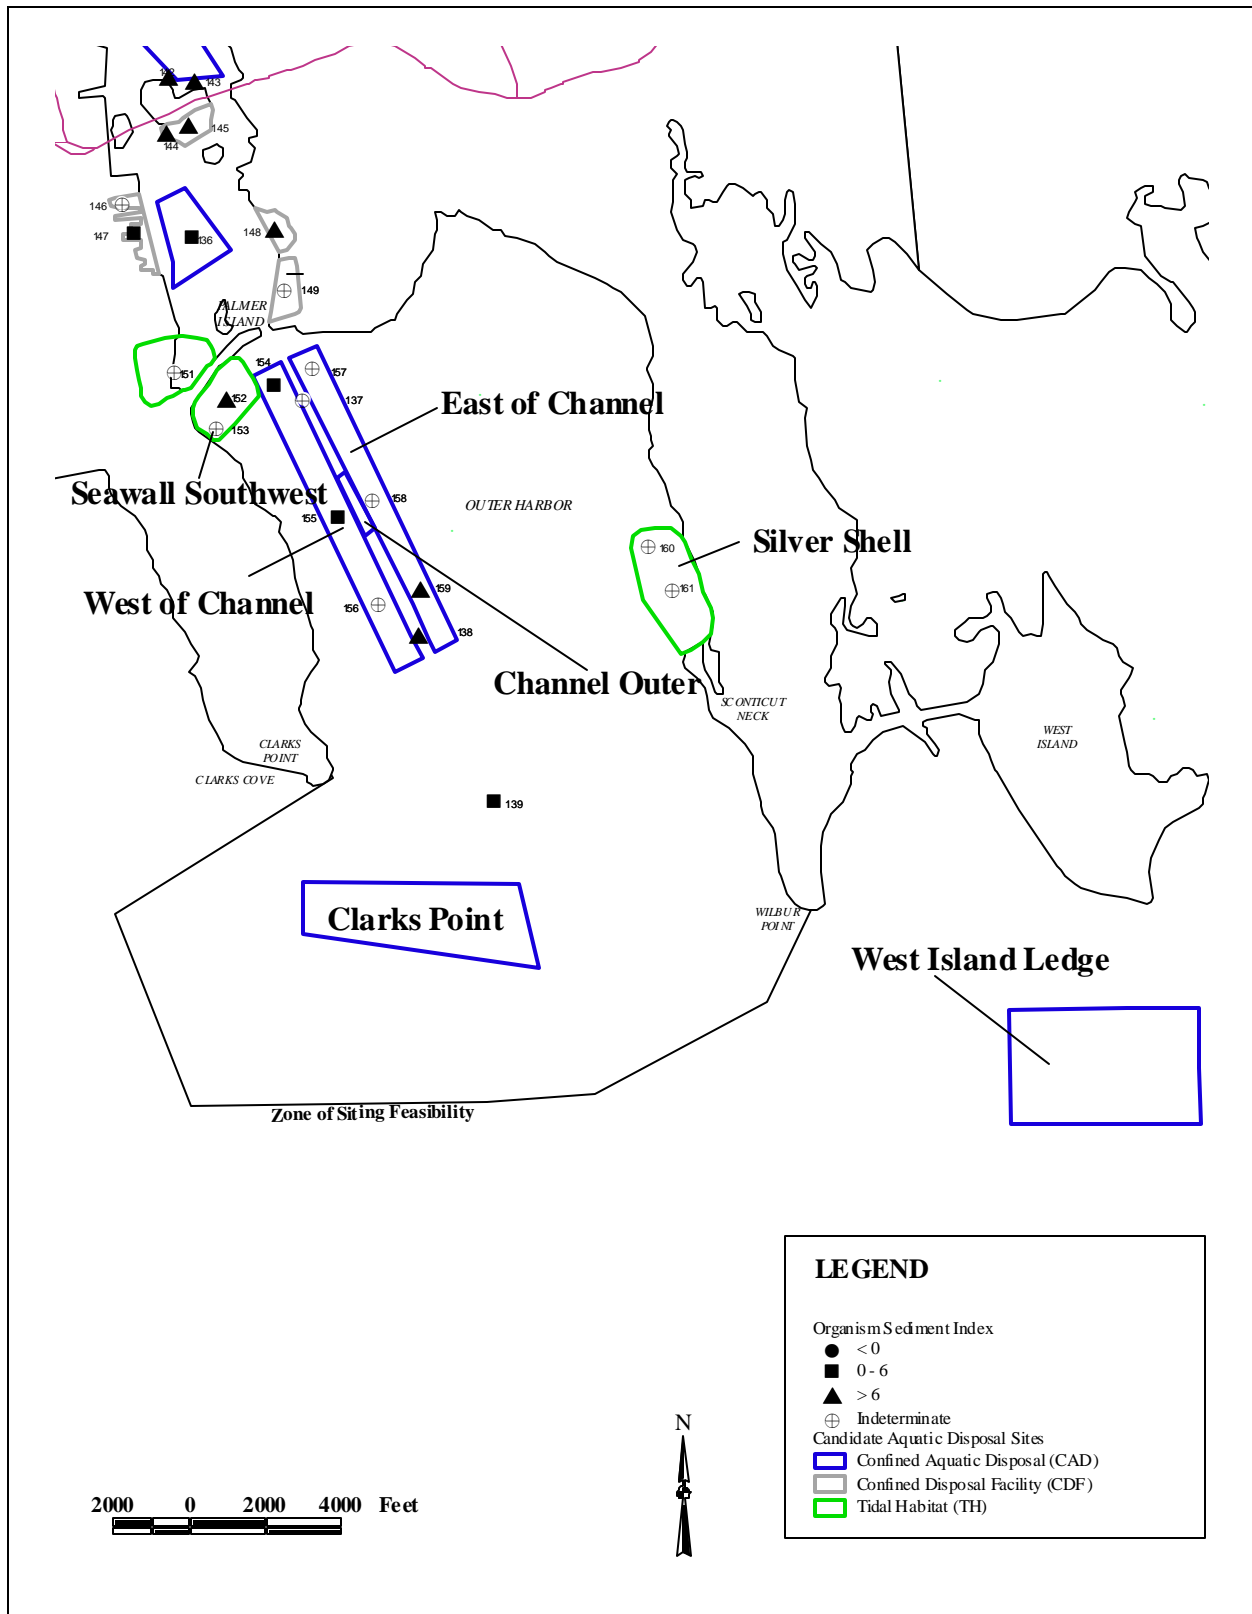 142
143
145
144
146
147
136
148
149
PALMER
ISLAND
151
154
157
152
137
153
East of Channel
Seawall Southwest
158
OUTER HARBOR
155
Silver Shell
160
161
West of Channel
156
159
138
Channel Outer
SCONTICUT
NECK
WEST
ISLAND
CLARKS
POINT
CLARKS COVE
139
Clarks Point
WILBUR
POINT
West Island Ledge
Zone of Siting Feasibility
LEGEND
Organism Sediment Index
< 0
0 - 6
> 6
Indeterminate
Candidate Aquatic Disposal Sites
Confined Aquatic Disposal (CAD)
Confined Disposal Facility (CDF)
Tidal Habitat (TH)
N
2000 0 2000 4000 Feet